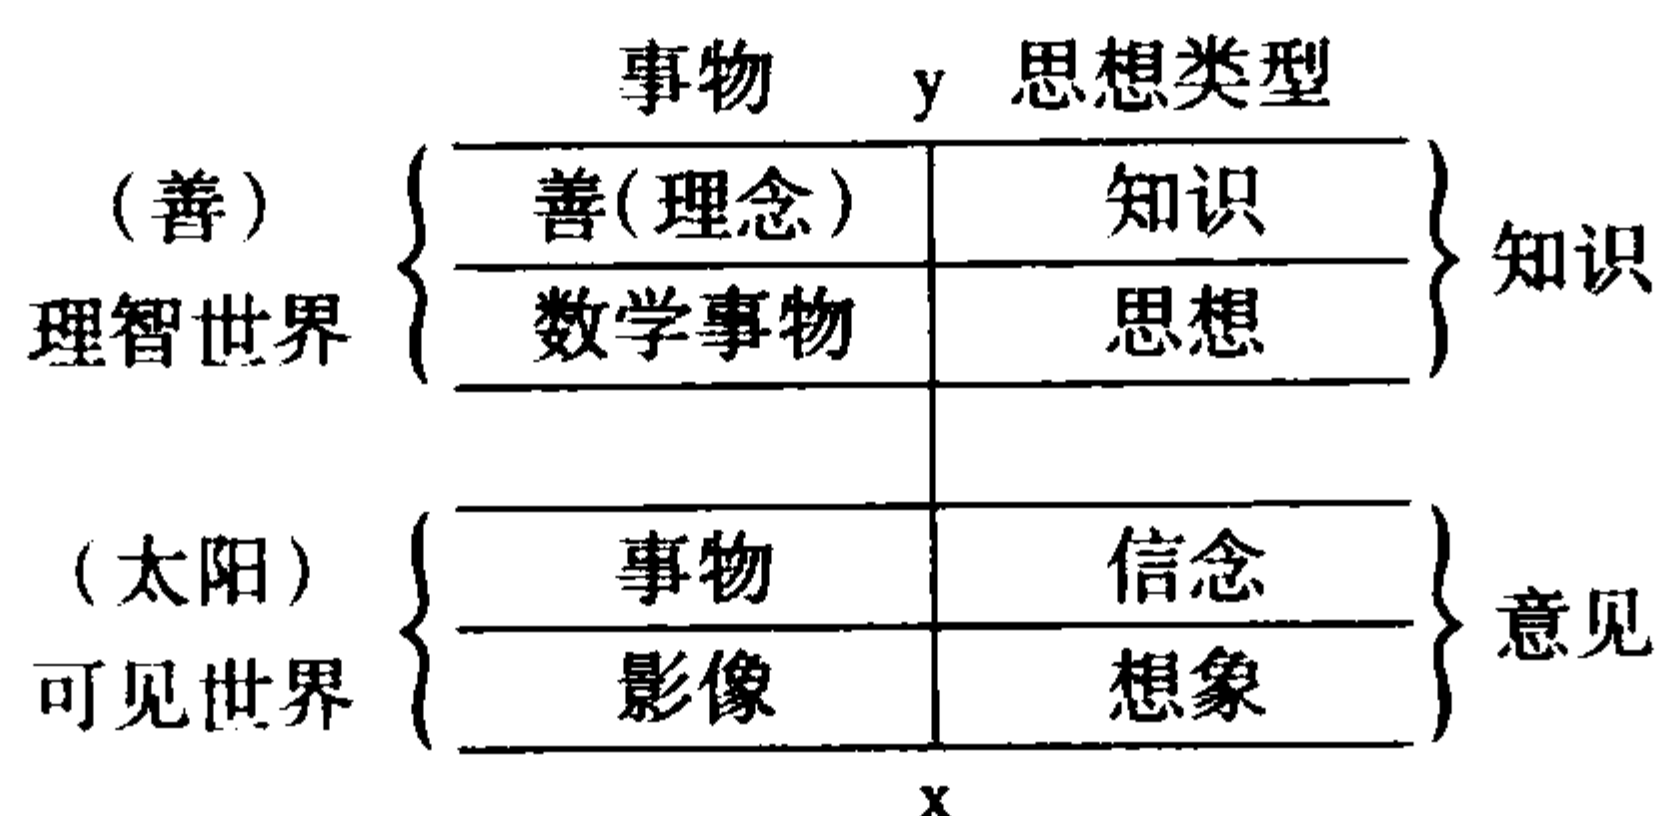 事物 y 思想类型
(善) 善(理念) 知识 知识
理智世界 数学事物 思想
(太阳) 事物 信念 意见
可见世界 影像 想象
x